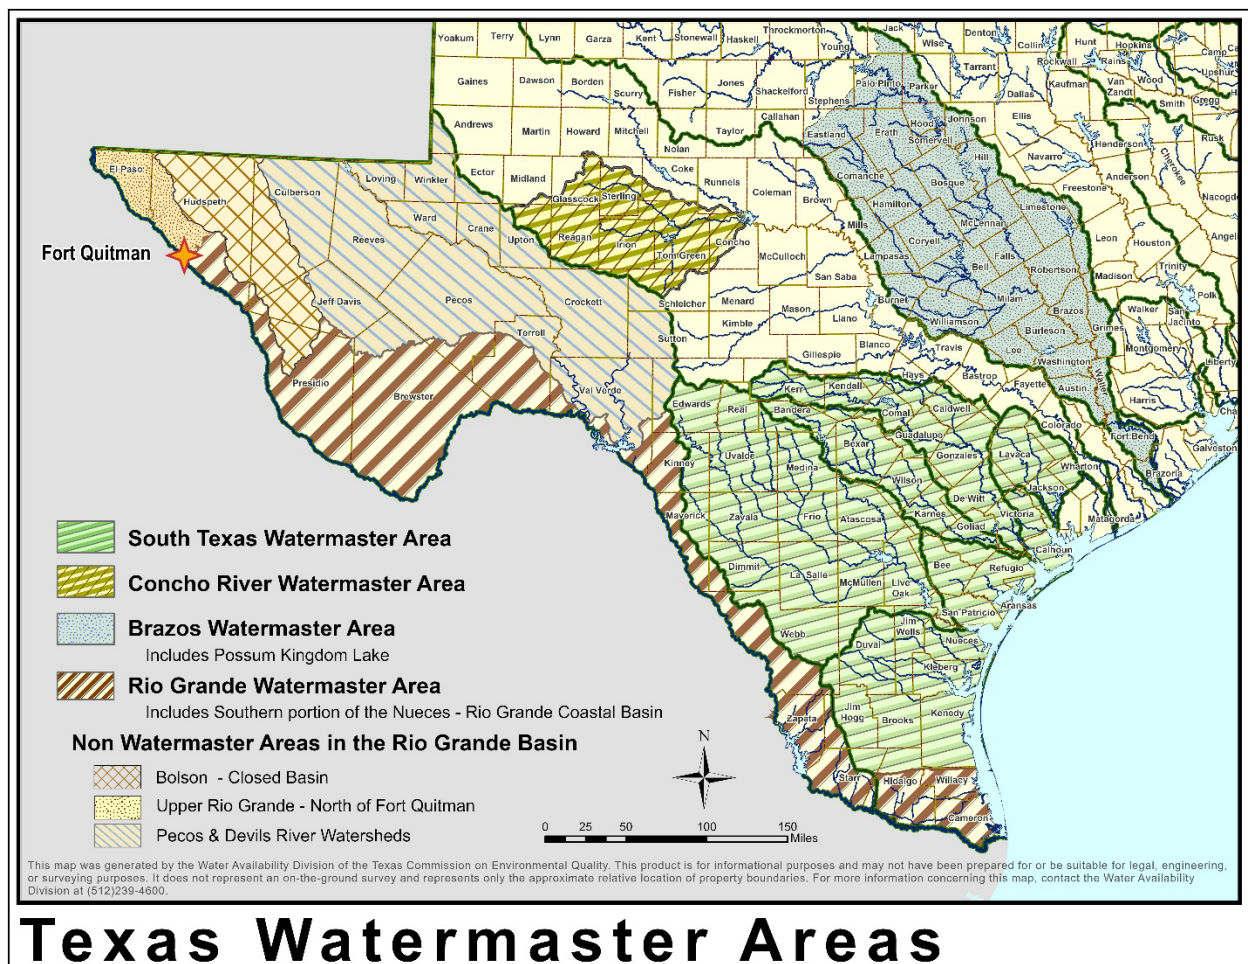 Yoakum Terry Lynn Garza Kent Stonewall Haskell Throckmorton Young Jack Wise Denton Collin Hunt Hopkins Camp
Rockwall Rains Wood Upshur
Gaines Dawson Borden Scurry Fisher Jones Shackelford Stephens Palo Pinto Parker Tarrant Dallas Kaufman Van Zandt Smith Gregg
Andrews Martin Howard Mitchell Nolan Taylor Callahan Eastland Erath Hood Somervell Johnson Ellis Henderson Rusk
El Paso Hudspeth Culberson Loving Winkler Ector Midland Glasscock Sterling Coke Runnels Coleman Brown Comanche Bosque Hill Navarro Freestone Anderson Cherokee
Ward Crane Upton Reagan Irion Tom Green Concho McCulloch Mills Hamilton McLennan Limestone Leon Houston
Reeves Coryell Falls Lampasas Bell Robertson Madison Trinity Polk
Fort Quitman
Jeff Davis Pecos Crockett Schleicher Menard Mason San Saba Llano Burnet Milam Brazos Grimes Walker San Jacinto
Terroll Sutton Kimble Gillespie Blanco Williamson Travis Burleson Lee Washington Montgomery Liberty
Presidio Brewster Val Verde Edwards Real Kerr Kendall Hays Bastrop Fayette Austin Waller Harris
Bandera Comal Caldwell Colorado Fort Bend Galveston
Kinney Uvalde Medina Bexar Guadalupe Gonzales Lavaca Wharton Brazoria
Wilson De Witt Jackson Matagorda
Maverick Zavala Frio Atascosa Karnes Goliad Victoria Calhoun
Dimmit La Salle McMullen Live Oak Bee Refugio Aransas
San Patricio
Webb Duval Jim Wells Nueces
Kleberg
Zapata Jim Hogg Brooks Kenedy
Starr Hidalgo Willacy
Cameron
South Texas Watermaster Area
Concho River Watermaster Area
Brazos Watermaster Area
Includes Possum Kingdom Lake
Rio Grande Watermaster Area
Includes Southern portion of the Nueces - Rio Grande Coastal Basin
Non Watermaster Areas in the Rio Grande Basin
Bolson - Closed Basin
Upper Rio Grande - North of Fort Quitman
Pecos & Devils River Watersheds
N
0 25 50 100 150
Miles
This map was generated by the Water Availability Division of the Texas Commission on Environmental Quality. This product is for informational purposes and may not have been prepared for or be suitable for legal, engineering,
or surveying purposes. It does not represent an on-the-ground survey and represents only the approximate relative location of property boundaries. For more information concerning this map, contact the Water Availability
Division at (512)239-4600.
Texas Watermaster Areas